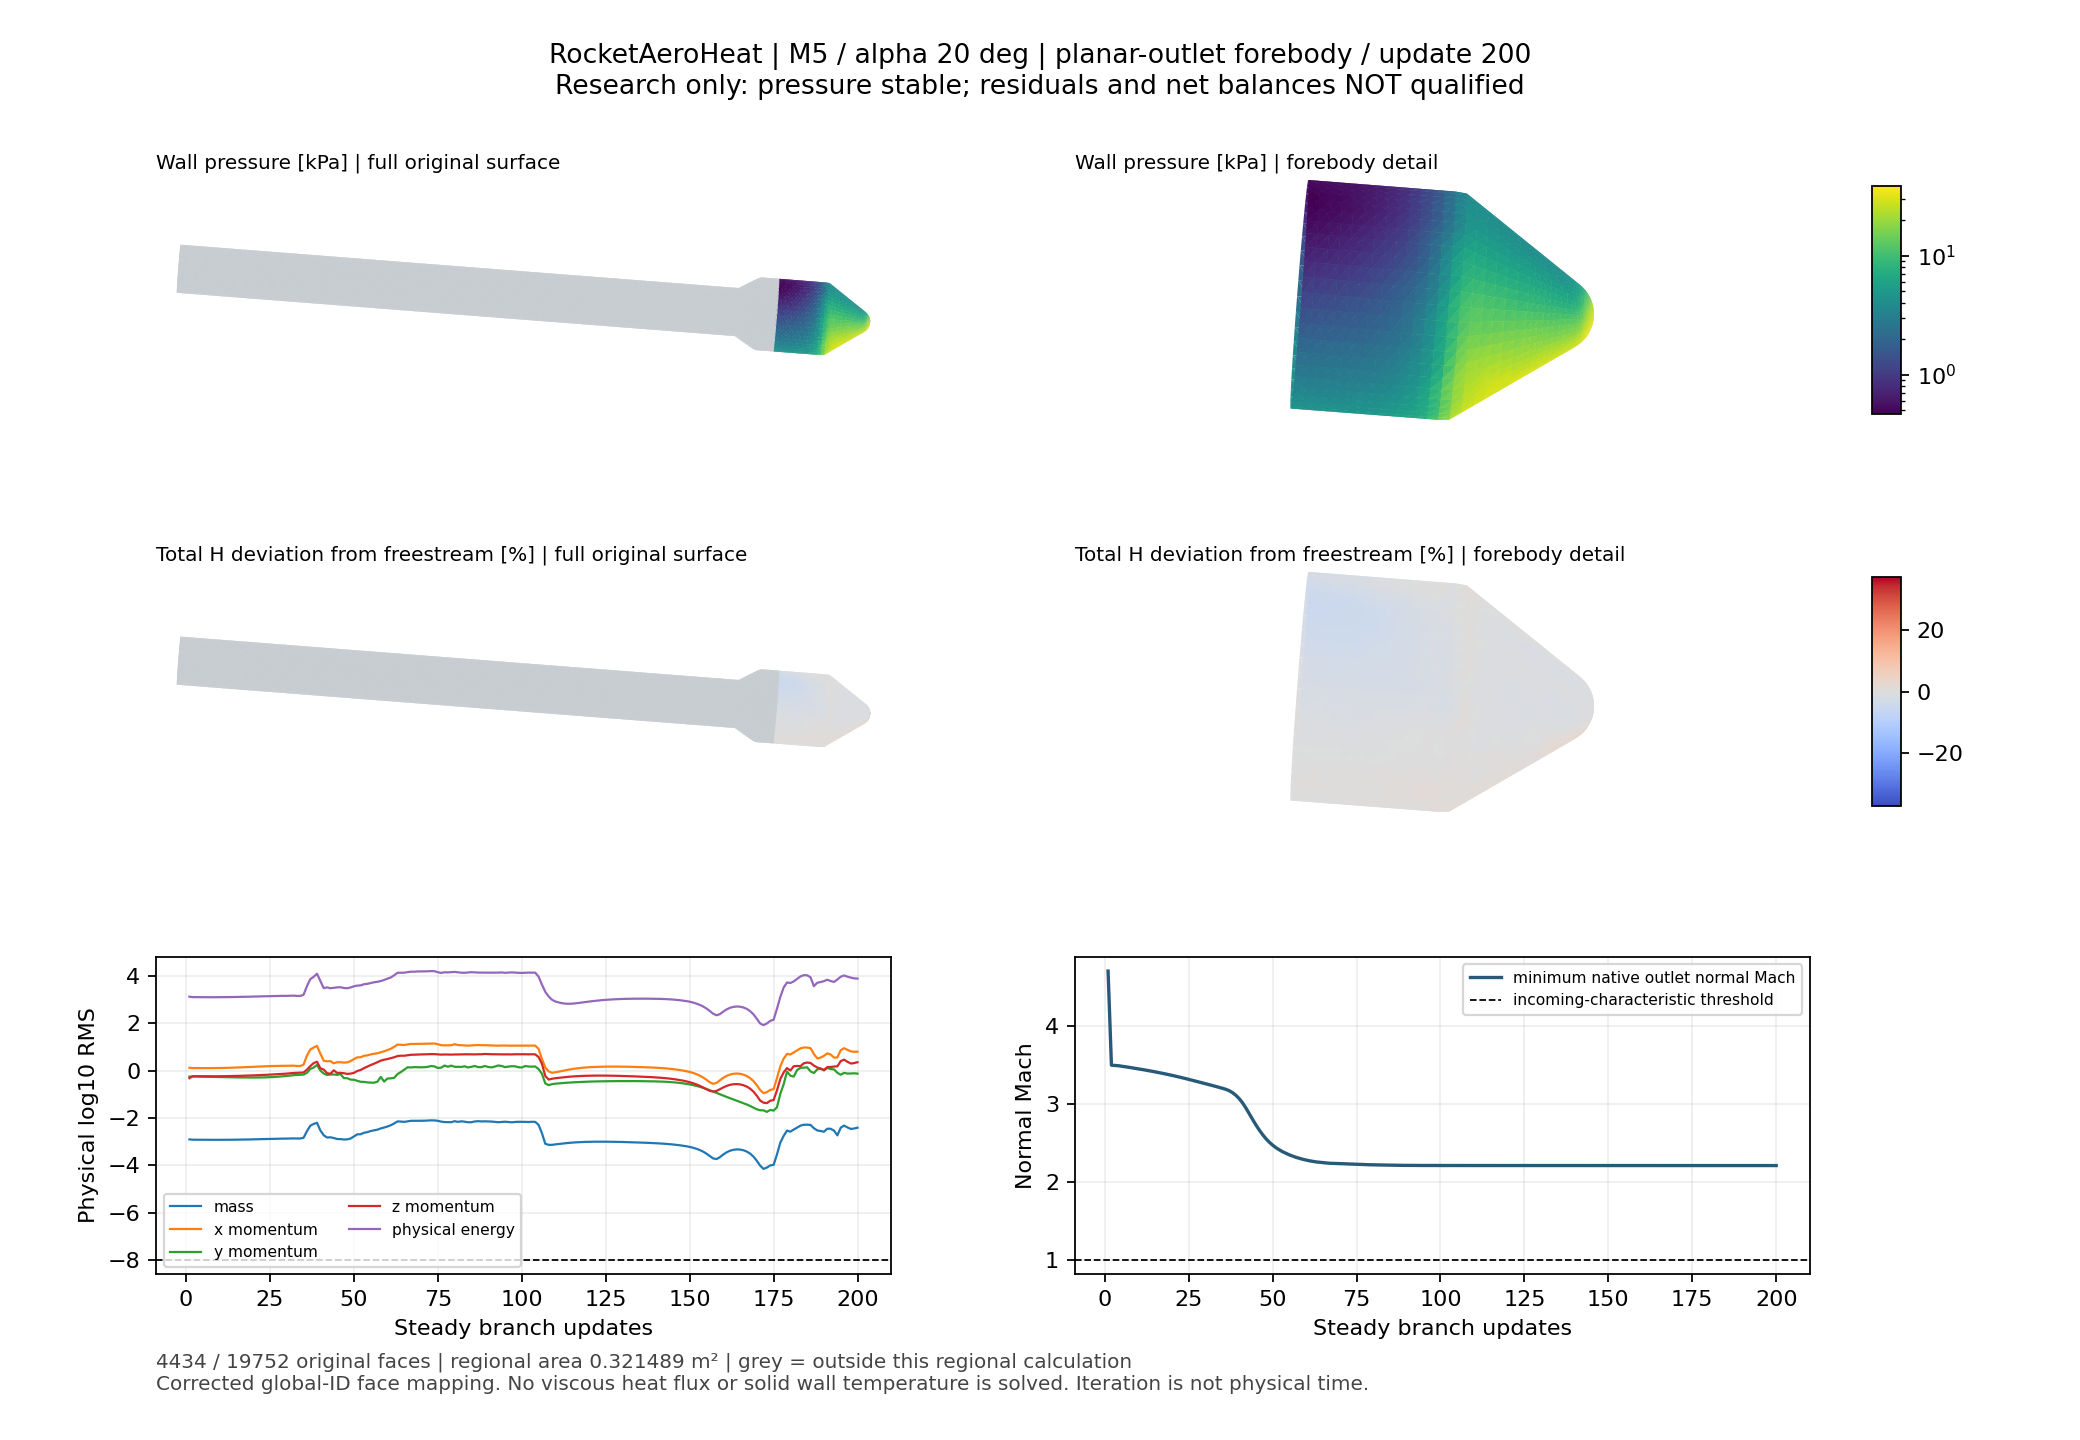 RocketAeroHeat | M5 / alpha 20 deg | planar-outlet forebody / update 200
Research only: pressure stable; residuals and net balances NOT qualified
Wall pressure [kPa] | full original surface
Wall pressure [kPa] | forebody detail
10¹
10⁰
Total H deviation from freestream [%] | full original surface
Total H deviation from freestream [%] | forebody detail
20
0
−20
Physical log10 RMS
4
2
0
−2
−4
−6
−8
mass
x momentum
y momentum
z momentum
physical energy
0 25 50 75 100 125 150 175 200
Steady branch updates
Normal Mach
4
3
2
1
minimum native outlet normal Mach
incoming-characteristic threshold
0 25 50 75 100 125 150 175 200
Steady branch updates
4434 / 19752 original faces | regional area 0.321489 m² | grey = outside this regional calculation
Corrected global-ID face mapping. No viscous heat flux or solid wall temperature is solved. Iteration is not physical time.